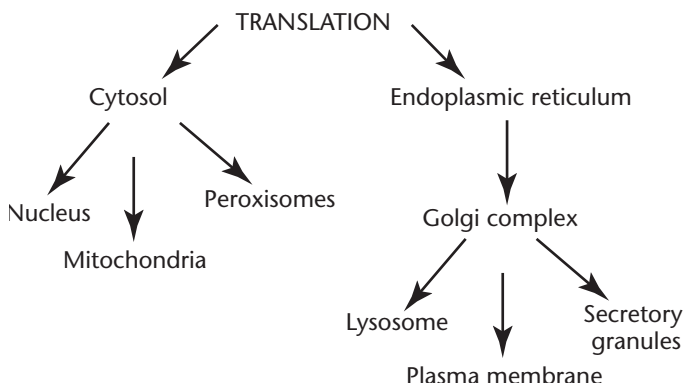 TRANSLATION
Cytosol
Endoplasmic reticulum
Nucleus
Peroxisomes
Golgi complex
Mitochondria
Lysosome
Secretory
granules
Plasma membrane